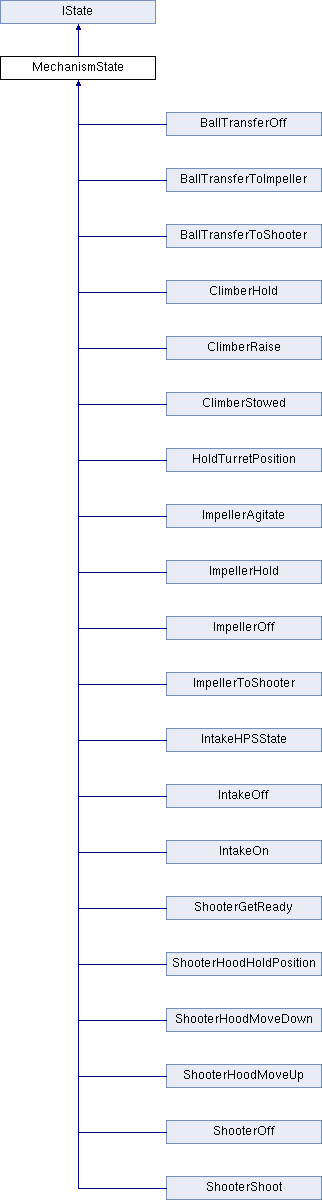 IState
MechanismState
BallTransferOff
BallTransferToImpeller
BallTransferToShooter
ClimberHold
ClimberRaise
ClimberStowed
HoldTurretPosition
ImpellerAgitate
ImpellerHold
ImpellerOff
ImpellerToShooter
IntakeHPSState
IntakeOff
IntakeOn
ShooterGetReady
ShooterHoodHoldPosition
ShooterHoodMoveDown
ShooterHoodMoveUp
ShooterOff
ShooterShoot